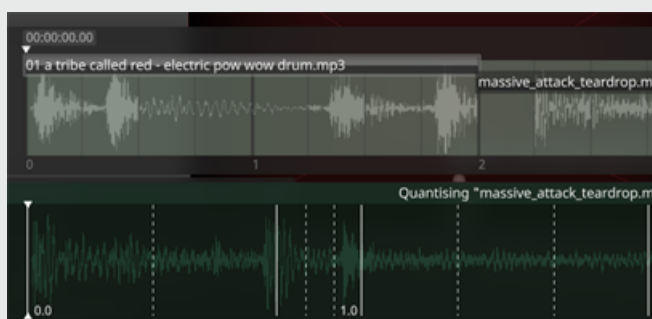 00:00:00.00
01 a tribe called red - electric pow wow drum.mp3
massive_attack_teardrop.m
0 1 2
Quantising "massive_attack_teardrop.m
0.0 1.0